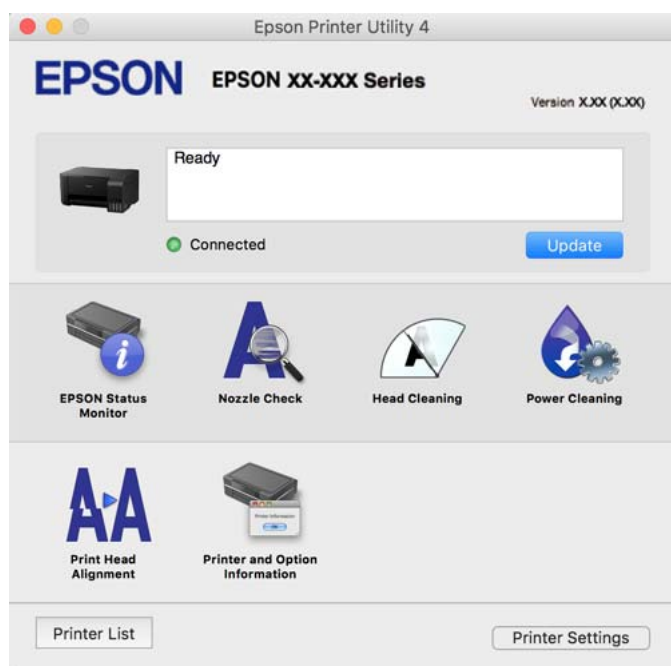 Epson Printer Utility 4
EPSON
EPSON XX-XXX Series
Version X.XX (X.XX)
Ready
Connected
Update
EPSON Status
Monitor
Nozzle Check
Head Cleaning
Power Cleaning
Print Head
Alignment
Printer and Option
Information
Printer List
Printer Settings